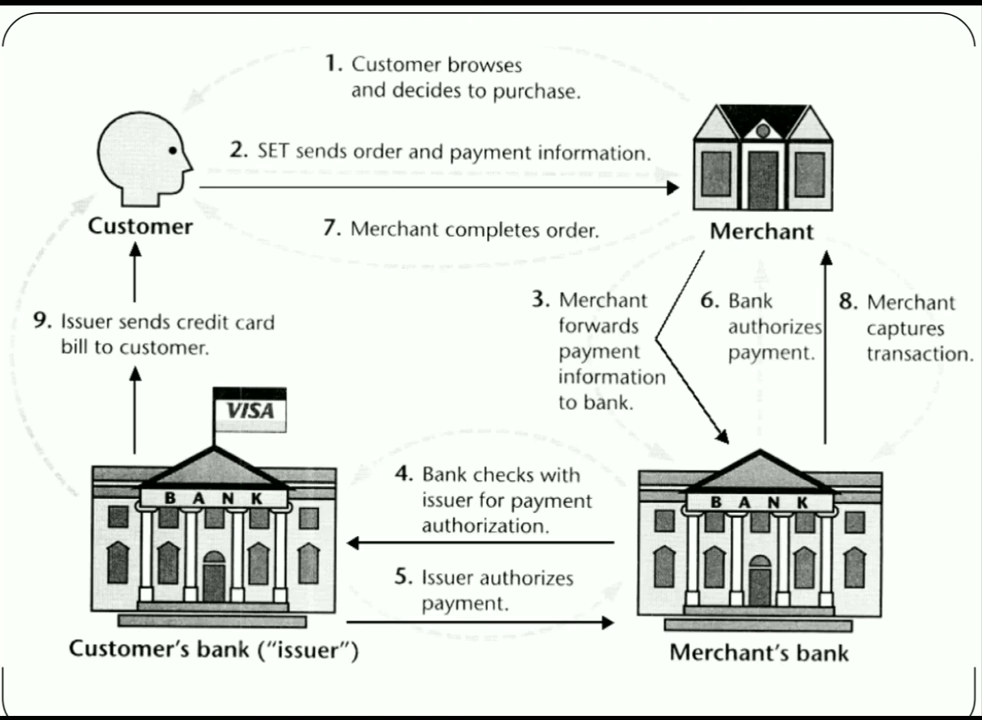 1. Customer browses
and decides to purchase.
2. SET sends order and payment information.
Customer
7. Merchant completes order.
Merchant
3. Merchant
forwards
payment
information
to bank.
6. Bank
authorizes
payment.
8. Merchant
captures
transaction.
9. Issuer sends credit card
bill to customer.
VISA
BANK
4. Bank checks with
issuer for payment
authorization.
BANK
5. Issuer authorizes
payment.
Customer's bank ("issuer")
Merchant's bank